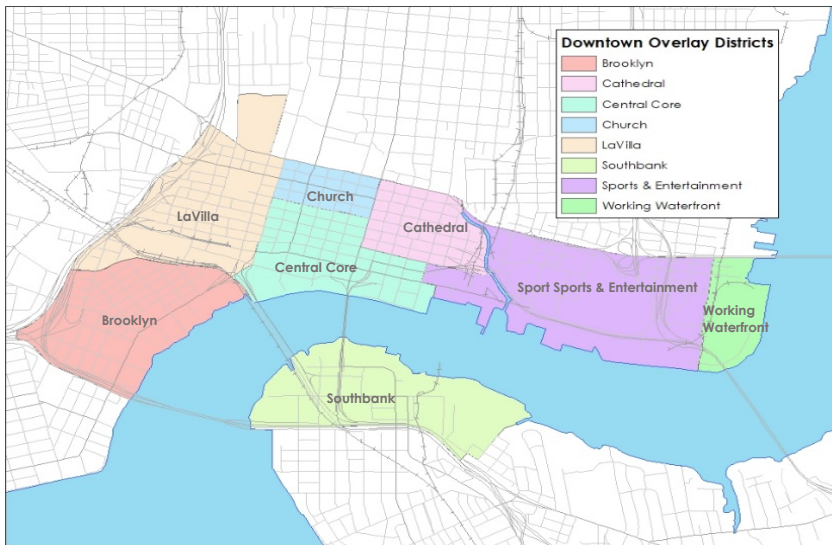 Downtown Overlay Districts
Brooklyn
Cathedral
Central Core
Church
LaVilla
Southbank
Sports & Entertainment
Working Waterfront
Church
LaVilla
Cathedral
Central Core
Sport Sports & Entertainment
Brooklyn
Working
Waterfront
Southbank